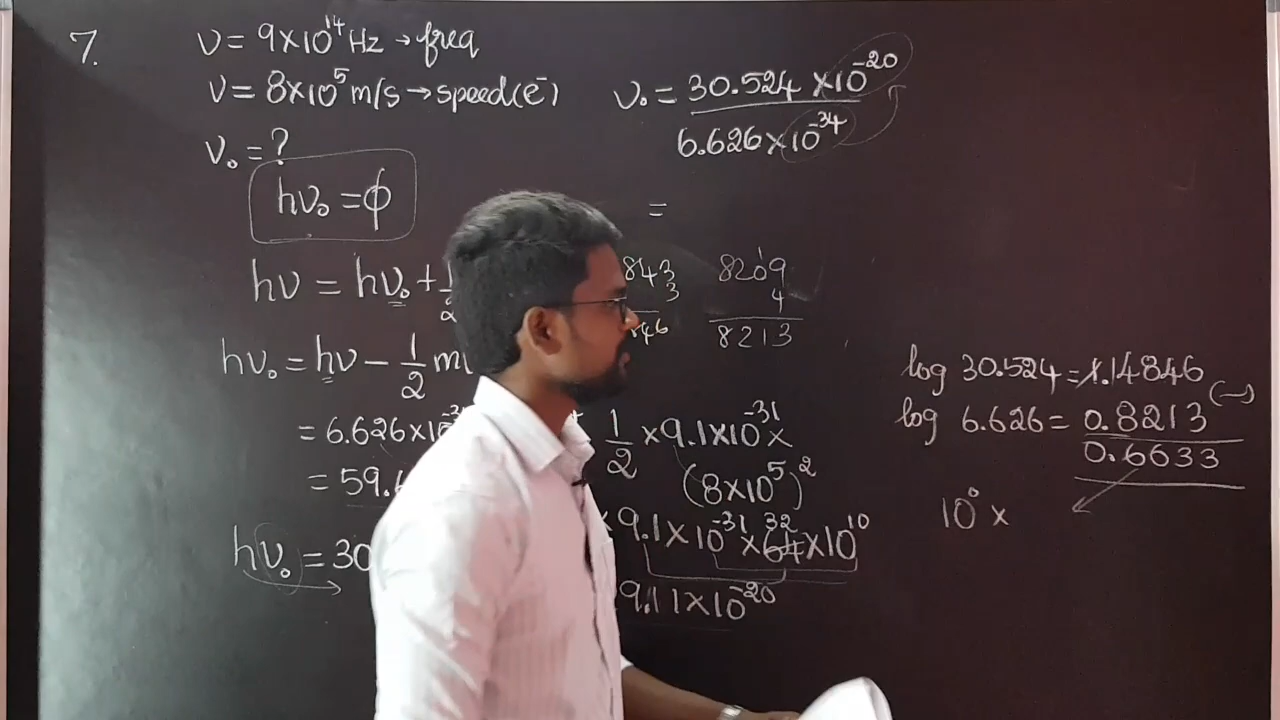 7.
ν = 9×10¹⁴ Hz → freq
v = 8×10⁵ m/s → speed(e⁻)
ν₀ = ?
hν₀ = ϕ
hν = hν₀ +
hν₀ = hν − 1/2 m
= 6.626×10
= 59.
hν₀ = 30
ν₀ = 30.524 ×10⁻²⁰
6.626×10⁻³⁴
=
843
3
846
8209
4
8213
1/2 ×9.1×10⁻³¹×
(8×10⁵)²
×9.1×10⁻³¹ ×64×10¹⁰
32
9.11×10⁻²⁰
log 30.524 = 1.4846
log 6.626 = 0.8213 (−)
0.6633
10⁰ ×